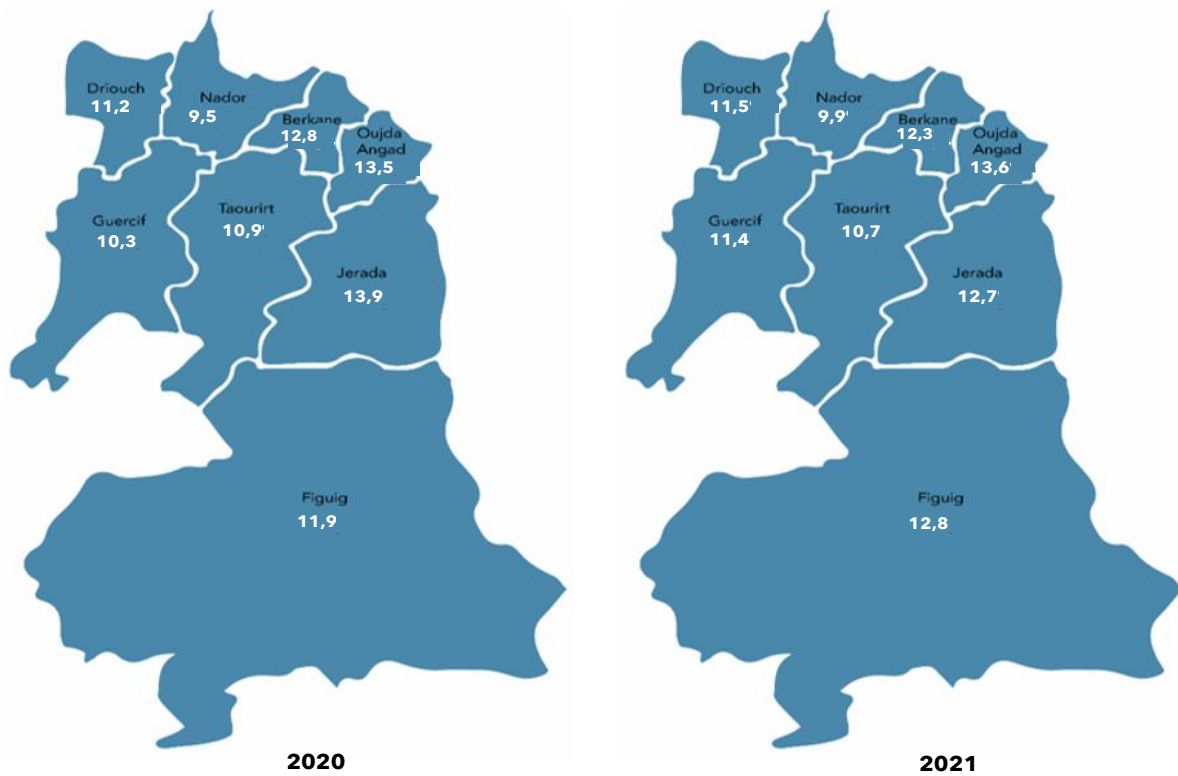 Driouch
11,2
Nador
9,5
Berkane
12,8
Oujda
Angad
13,5
Guercif
10,3
Taourirt
10,9
Jerada
13,9
Figuig
11,9
2020
Driouch
11,5
Nador
9,9
Berkane
12,3
Oujda
Angad
13,6
Guercif
11,4
Taourirt
10,7
Jerada
12,7
Figuig
12,8
2021